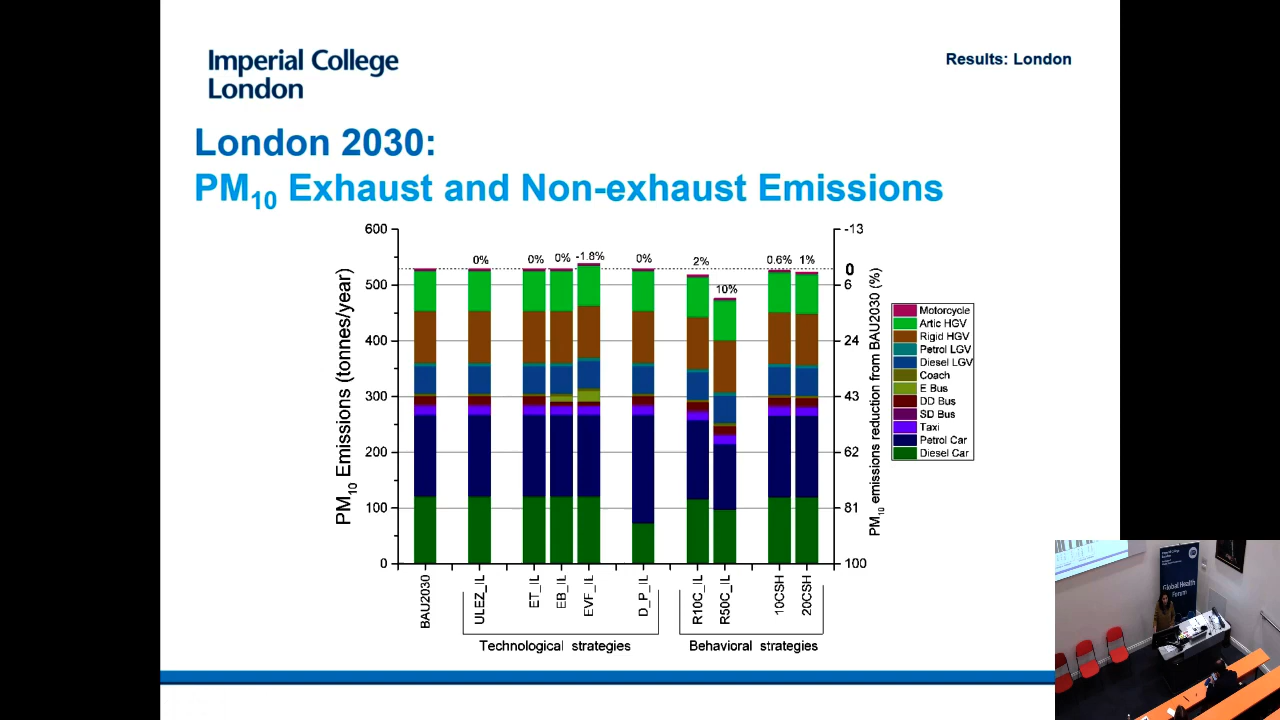 Imperial College
London
Results: London
London 2030:
PM10 Exhaust and Non-exhaust Emissions
PM10 Emissions (tonnes/year)
600
500
400
300
200
100
0
0%
0%
0%
-1.8%
0%
2%
10%
0.6%
1%
-13
0
6
24
43
62
81
100
PM10 emissions reduction from BAU2030 (%)
Motorcycle
Artic HGV
Rigid HGV
Petrol LGV
Diesel LGV
Coach
E Bus
DD Bus
SD Bus
Taxi
Petrol Car
Diesel Car
BAU2030
ULEZ_IL
ET_IL
EB_IL
EVF_IL
D_P_IL
R10C_IL
R50C_IL
10CSH
20CSH
Technological strategies
Behavioral strategies
Global Health
Forum